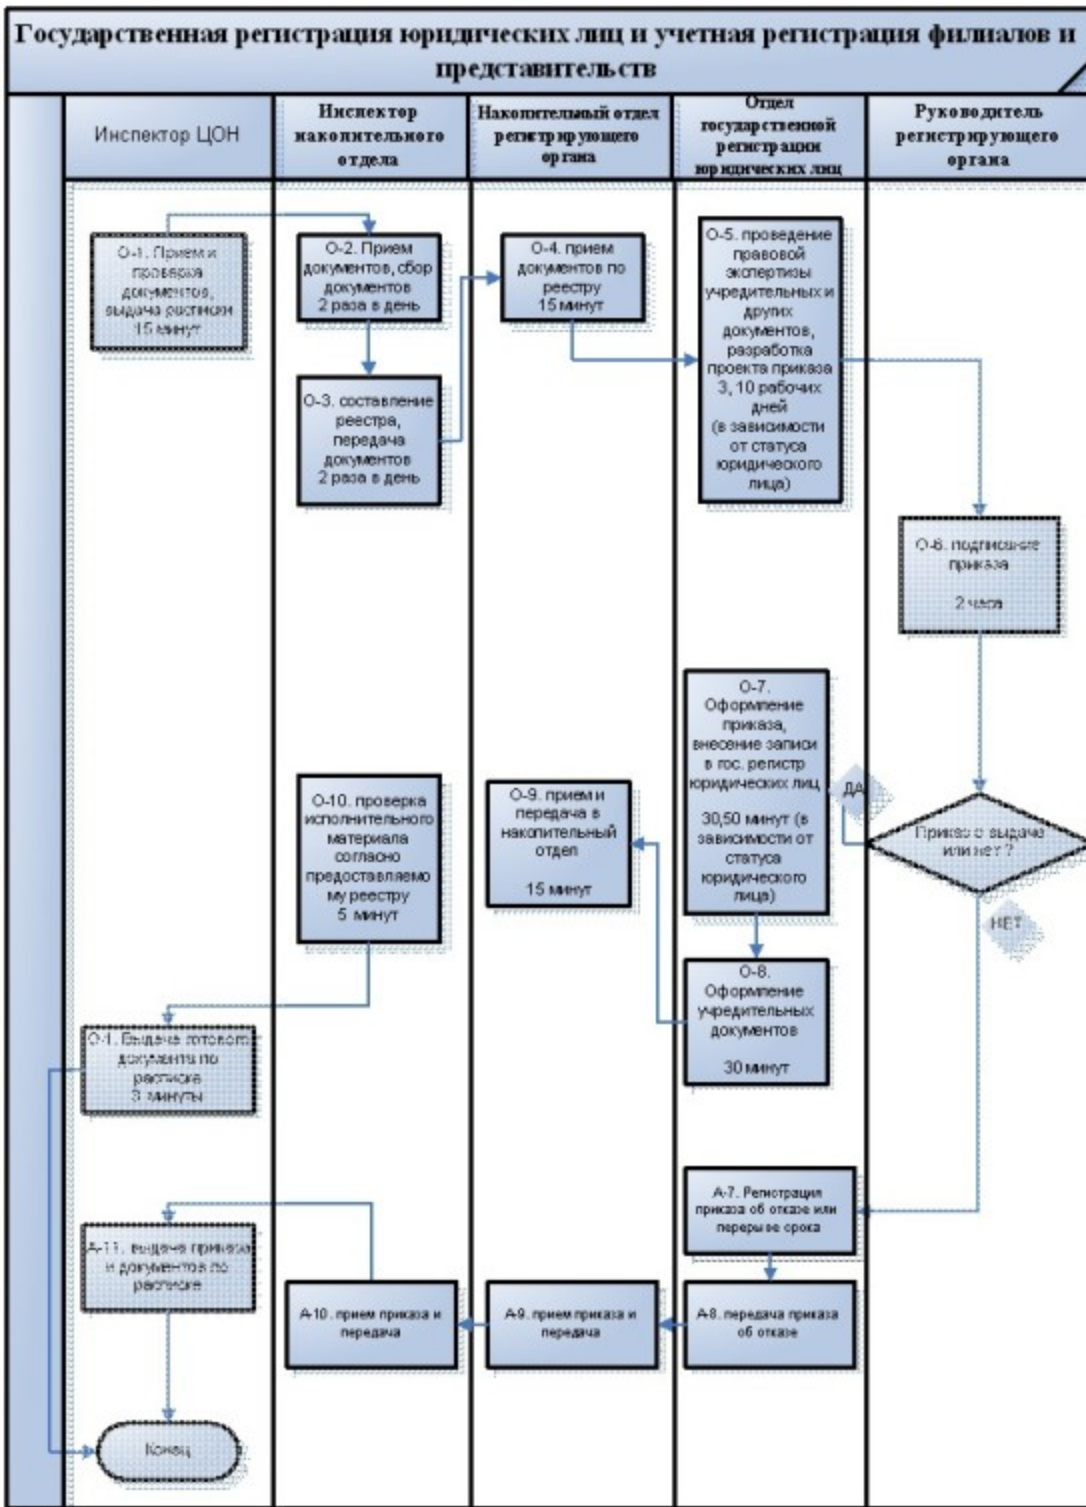 Государственная регистрация юридических лиц и учетная регистрация филиалов и
представительств
Инспектор ЦОН
Инспектор
накопительного
отдела
Накопительный отдел
регистрирующего
органа
Отдел
государственной
регистрации
юридических лиц
Руководитель
регистрирующего
органа
О-1. Прием и
проверка
документов,
выдача расписки
15 минут
О-2. Прием
документов, сбор
документов
2 раза в день
О-3. составление
реестра,
передача
документов
2 раза в день
О-4. прием
документов по
реестру
15 минут
О-5. проведение
правовой
экспертизы
учредительных и
других
документов,
разработка
проекта приказа
3, 10 рабочих
дней
(в зависимости
от статуса
юридического
лица)
О-6. подписание
приказа
2 часа
Приказ о выдаче
или нет ?
ДА
НЕТ
О-7.
Оформление
приказа,
внесение записи
в гос. регистр
юридических лиц
30,50 минут (в
зависимости от
статуса
юридического
лица)
О-8.
Оформление
учредительных
документов
30 минут
О-9. прием и
передача в
накопительный
отдел
15 минут
О-10. проверка
исполнительного
материала
согласно
предоставляемо
му реестру
5 минут
О-1. Выдача готового
документа по
расписке
3 минуты
А-7. Регистрация
приказа об отказе или
перерыве срока
А-8. передача приказа
об отказе
А-9. прием приказа и
передача
А-10. прием приказа и
передача
А-11. выдача приказа
и документов по
расписке
Конец